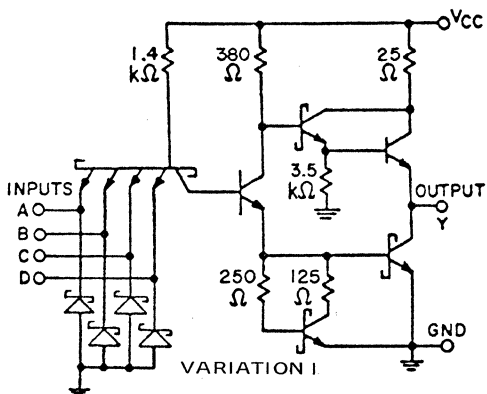 VCC
1.4
kΩ
380
Ω
25
Ω
3.5
kΩ
INPUTS
A
B
C
D
OUTPUT
Y
250
Ω
125
Ω
GND
VARIATION I